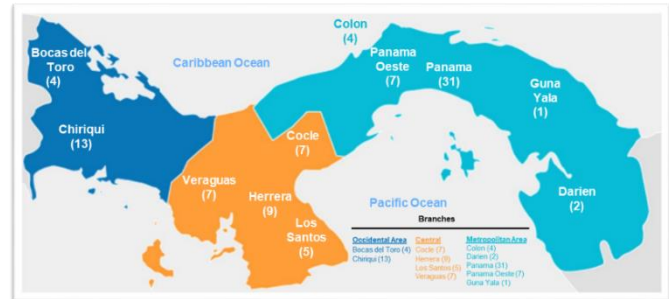 Colon
(4)
Bocas del
Toro
(4)
Caribbean Ocean
Panama
Oeste
(7)
Panama
(31)
Guna
Yala
(1)
Chiriqui
(13)
Cocle
(7)
Veraguas
(7)
Herrera
(9)
Los
Santos
(5)
Darien
(2)
Pacific Ocean
Branches
Occidental Area
Bocas del Toro (4)
Chiriqui (13)
Central
Cocle (7)
Herrera (9)
Los Santos (5)
Veraguas (7)
Metropolitan Area
Colon (4)
Darien (2)
Panama (31)
Panama Oeste (7)
Guna Yala (1)